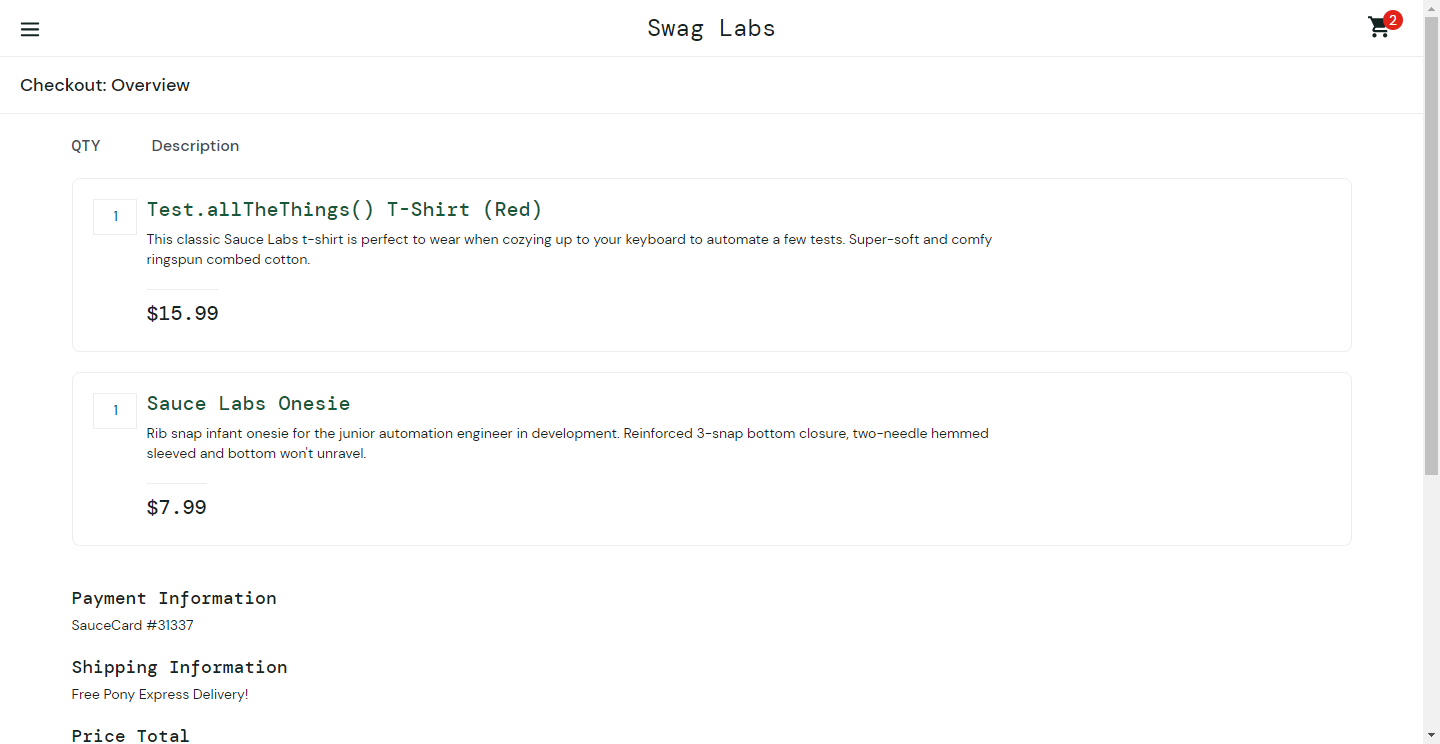 Swag Labs
2
Checkout: Overview
QTY Description
1
Test.allTheThings() T-Shirt (Red)
This classic Sauce Labs t-shirt is perfect to wear when cozying up to your keyboard to automate a few tests. Super-soft and comfy
ringspun combed cotton.
$15.99
1
Sauce Labs Onesie
Rib snap infant onesie for the junior automation engineer in development. Reinforced 3-snap bottom closure, two-needle hemmed
sleeved and bottom won't unravel.
$7.99
Payment Information
SauceCard #31337
Shipping Information
Free Pony Express Delivery!
Price Total